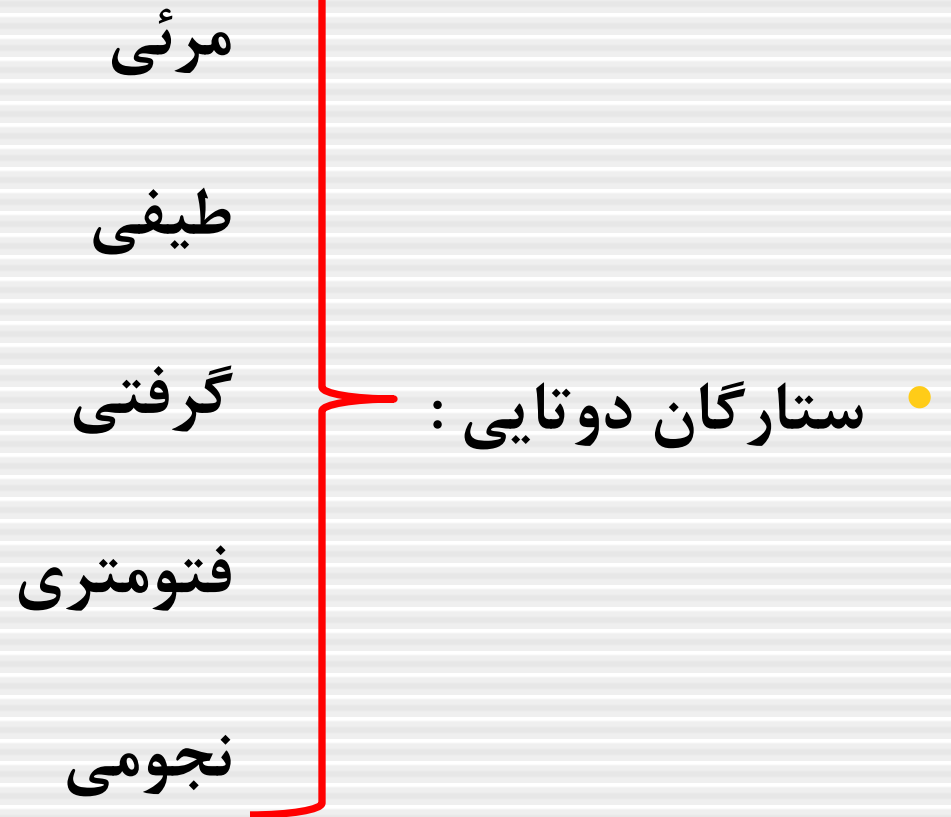 • ستارگان دوتایی :
مرئی
طیفی
گرفتی
فتومتری
نجومی